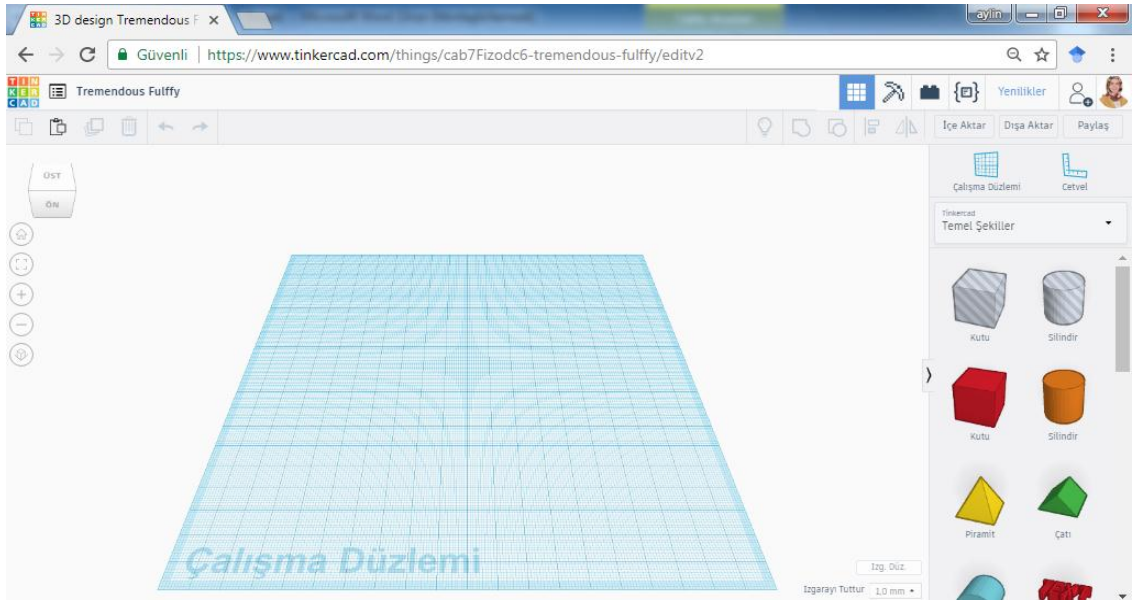 3D design Tremendous F
aylin
Güvenli
https://www.tinkercad.com/things/cab7Fizodc6-tremendous-fulffy/editv2
TIN
KER
CAD
Tremendous Fulffy
Yenilikler
İçe Aktar
Dışa Aktar
Paylaş
ÜST
ÖN
Çalışma Düzlemi
Cetvel
Tinkercad
Temel Şekiller
Kutu
Silindir
Kutu
Silindir
Piramit
Çatı
Çalışma Düzlemi
Izg. Düz.
Izgarayı Tuttur
1,0 mm
TEXT